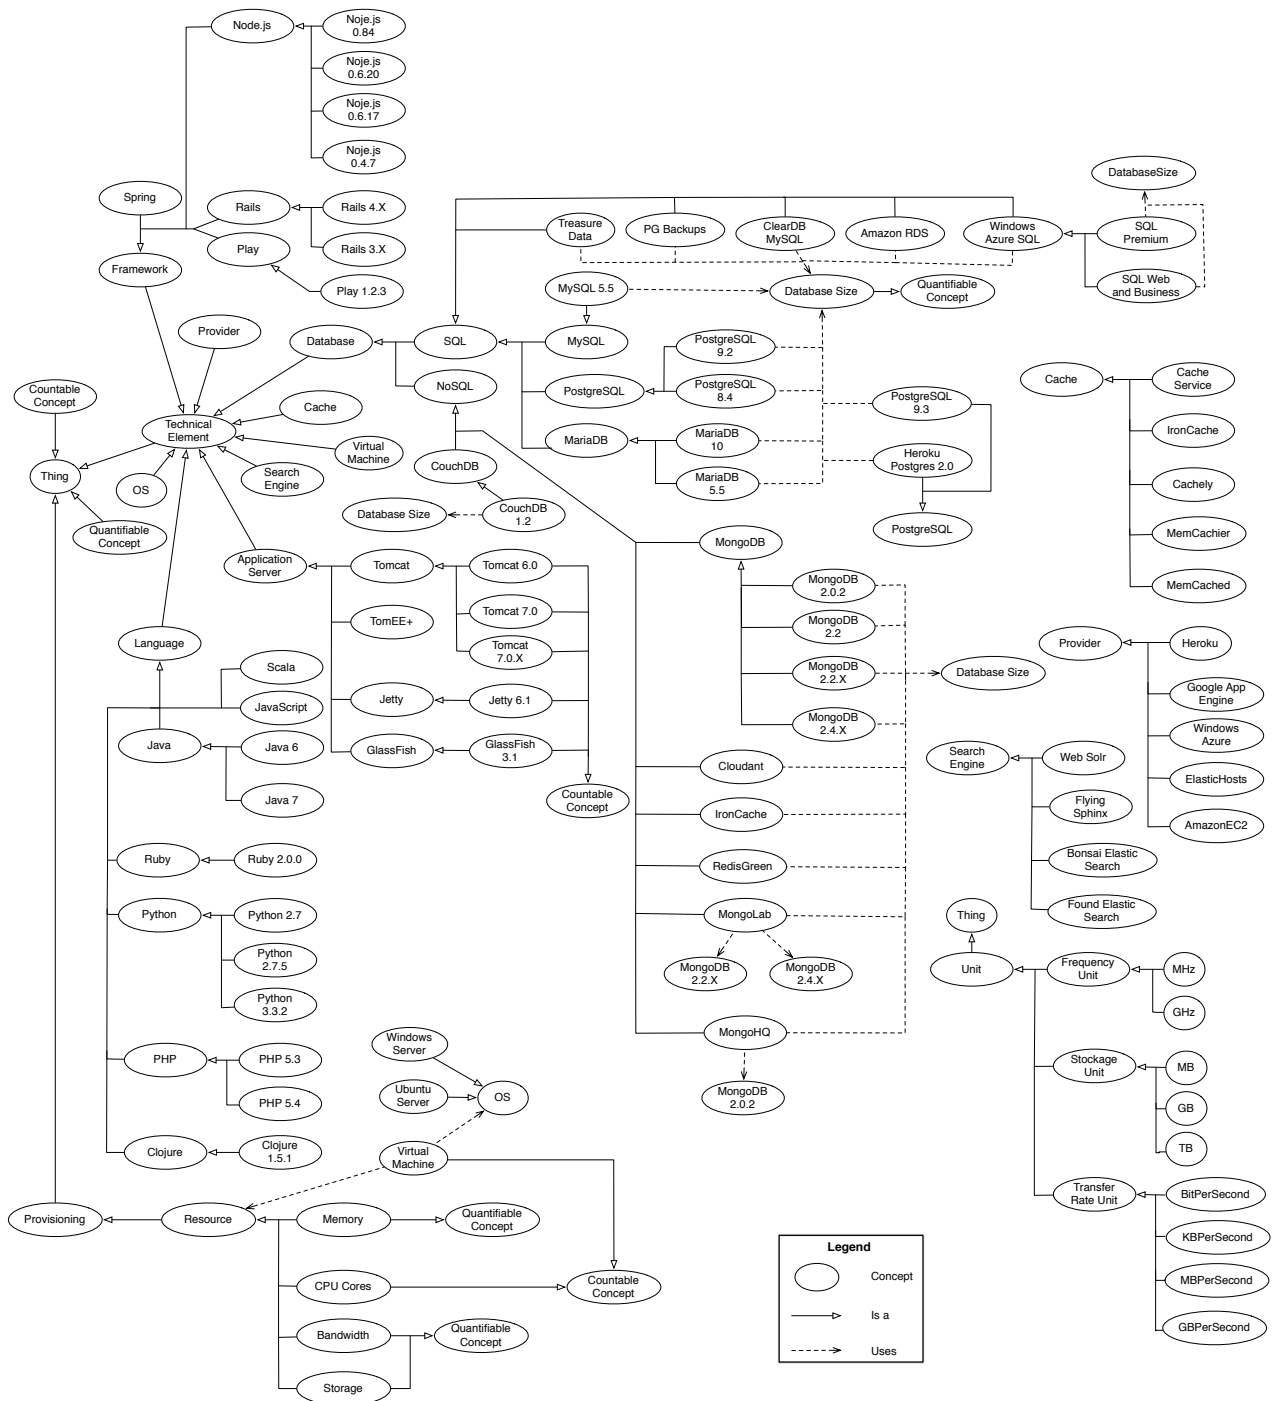 Node.js
Noje.js
0.84
Noje.js
0.6.20
Noje.js
0.6.17
Noje.js
0.4.7
Spring
Rails
Rails 4.X
Rails 3.X
Play
Play 1.2.3
Framework
Treasure
Data
PG Backups
ClearDB
MySQL
Amazon RDS
Windows
Azure SQL
DatabaseSize
SQL
Premium
SQL Web
and Business
MySQL 5.5
Database Size
Quantifiable
Concept
Provider
Database
SQL
MySQL
NoSQL
PostgreSQL
PostgreSQL
9.2
PostgreSQL
8.4
PostgreSQL
9.3
MariaDB
MariaDB
10
MariaDB
5.5
Heroku
Postgres 2.0
PostgreSQL
Countable
Concept
Technical
Element
Cache
Virtual
Machine
Search
Engine
Thing
OS
Quantifiable
Concept
CouchDB
CouchDB
1.2
Database Size
Cache
Cache
Service
IronCache
Cachely
MemCachier
MemCached
Application
Server
Tomcat
Tomcat 6.0
Tomcat 7.0
Tomcat
7.0.X
TomEE+
Jetty
Jetty 6.1
GlassFish
GlassFish
3.1
Countable
Concept
MongoDB
MongoDB
2.0.2
MongoDB
2.2
MongoDB
2.2.X
MongoDB
2.4.X
Database Size
Cloudant
IronCache
RedisGreen
MongoLab
MongoDB
2.2.X
MongoDB
2.4.X
MongoHQ
MongoDB
2.0.2
Language
Scala
JavaScript
Java
Java 6
Java 7
Ruby
Ruby 2.0.0
Python
Python 2.7
Python
2.7.5
Python
3.3.2
PHP
PHP 5.3
PHP 5.4
Clojure
Clojure
1.5.1
Provider
Heroku
Google App
Engine
Windows
Azure
ElasticHosts
AmazonEC2
Search
Engine
Web Solr
Flying
Sphinx
Bonsai Elastic
Search
Found Elastic
Search
Thing
Unit
Frequency
Unit
MHz
GHz
Stockage
Unit
MB
GB
TB
Transfer
Rate Unit
BitPerSecond
KBPerSecond
MBPerSecond
GBPerSecond
Windows
Server
Ubuntu
Server
OS
Virtual
Machine
Provisioning
Resource
Memory
Quantifiable
Concept
CPU Cores
Countable
Concept
Bandwidth
Quantifiable
Concept
Storage
Legend
Concept
Is a
Uses